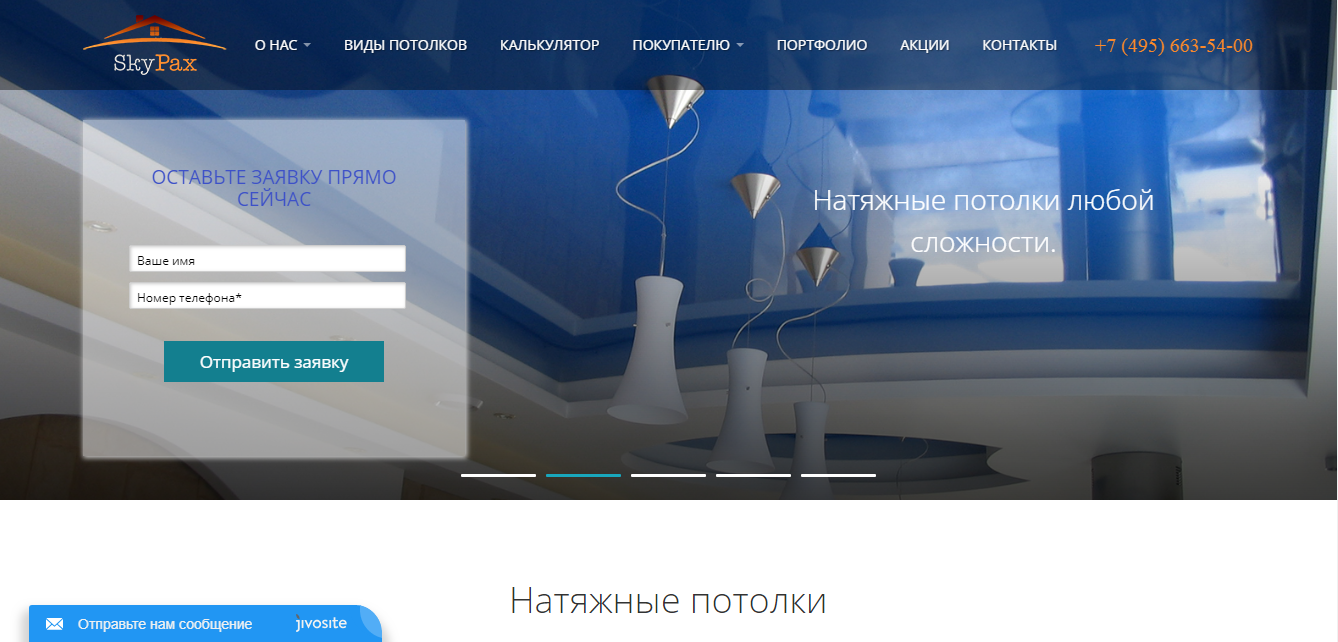 SkyPax
О НАС
ВИДЫ ПОТОЛКОВ
КАЛЬКУЛЯТОР
ПОКУПАТЕЛЮ
ПОРТФОЛИО
АКЦИИ
КОНТАКТЫ
+7 (495) 663-54-00
ОСТАВЬТЕ ЗАЯВКУ ПРЯМО
СЕЙЧАС
Ваше имя
Номер телефона*
Отправить заявку
Натяжные потолки любой
сложности.
Натяжные потолки
Отправьте нам сообщение
jivosite